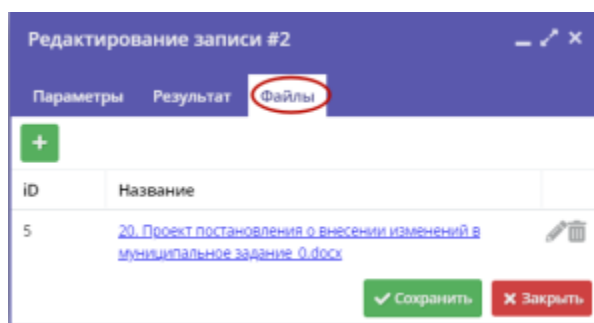 Редактирование записи #2
Параметры Результат Файлы
+
iD Название
5 20. Проект постановления о внесении изменений в
муниципальное задание_0.docx
Сохранить Закрыть